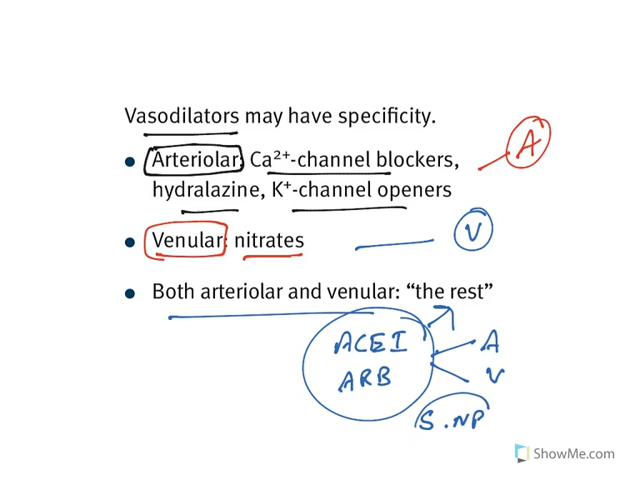 Vasodilators may have specificity.
• Arteriolar: Ca²⁺-channel blockers,
hydralazine, K⁺-channel openers
A
• Venular: nitrates
V
• Both arteriolar and venular: “the rest”
ACEI
ARB
A
V
S.NP
ShowMe.com